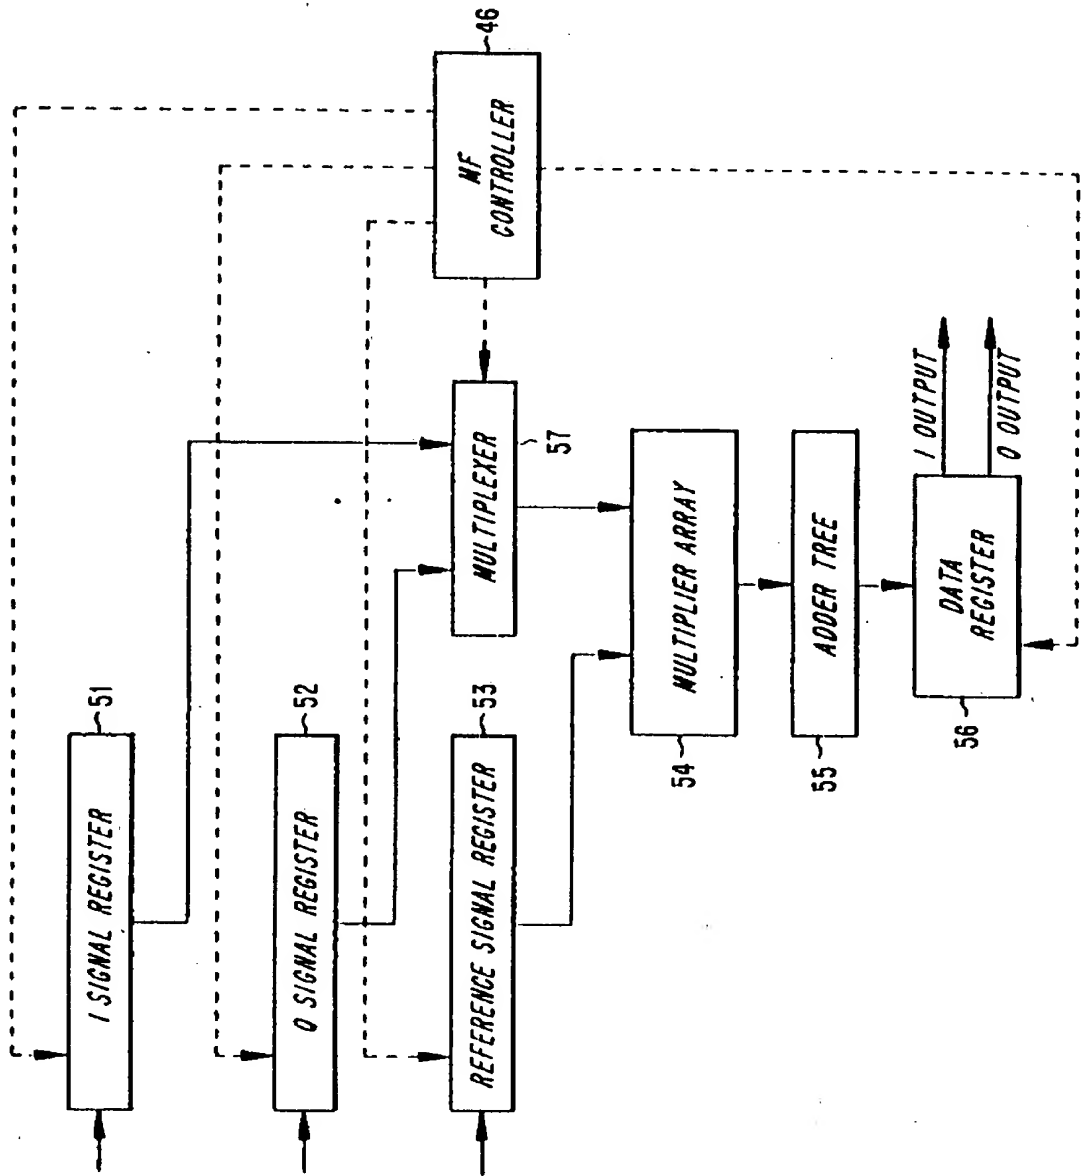 51
I SIGNAL REGISTER
52
Q SIGNAL REGISTER
53
REFERENCE SIGNAL REGISTER
MULTIPLEXER
57
MF
CONTROLLER
46
MULTIPLIER ARRAY
54
ADDER TREE
55
DATA
REGISTER
56
I OUTPUT
Q OUTPUT